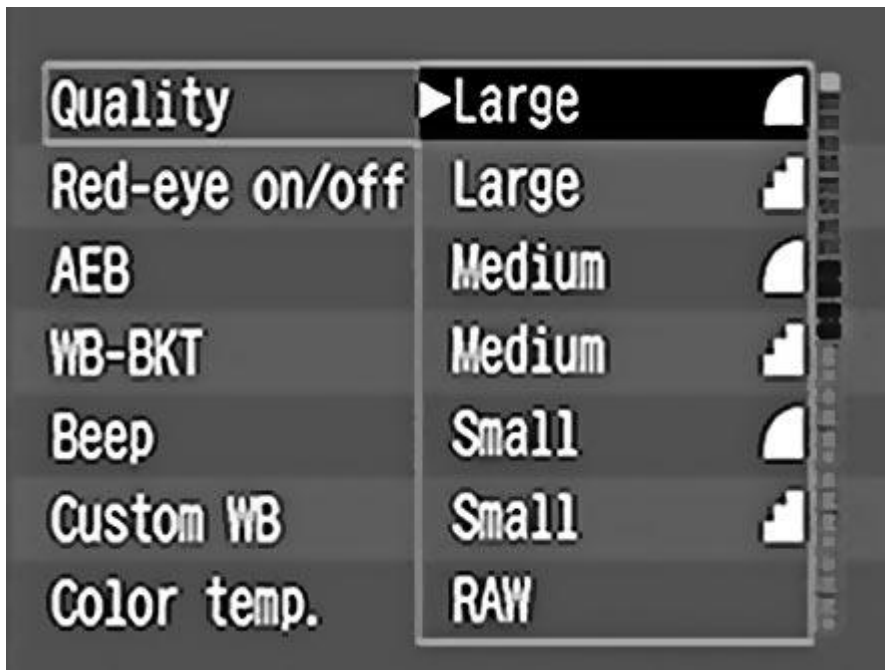 Quality Large
Red-eye on/off Large
AEB Medium
WB-BKT Medium
Beep Small
Custom WB Small
Color temp. RAW